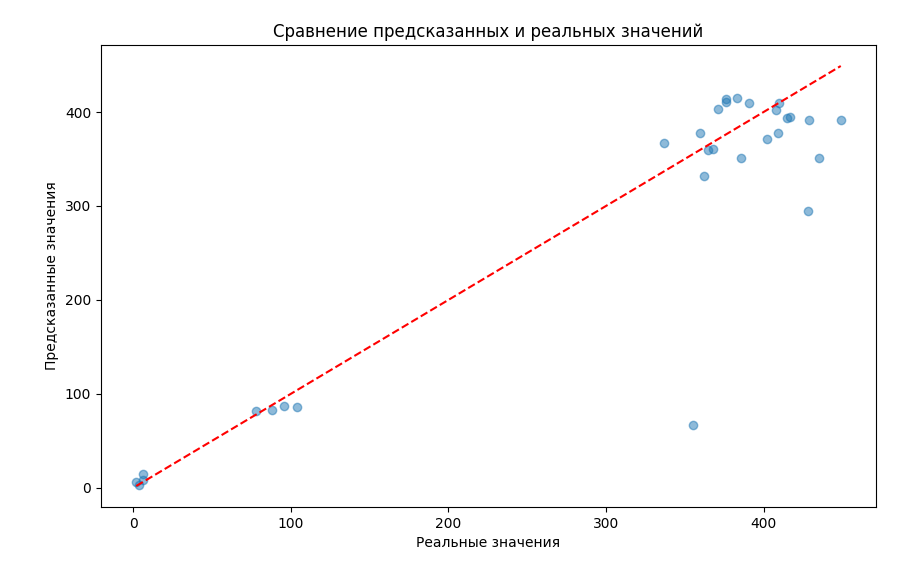 Сравнение предсказанных и реальных значений
400
300
200
100
0
Предсказанные значения
0 100 200 300 400
Реальные значения